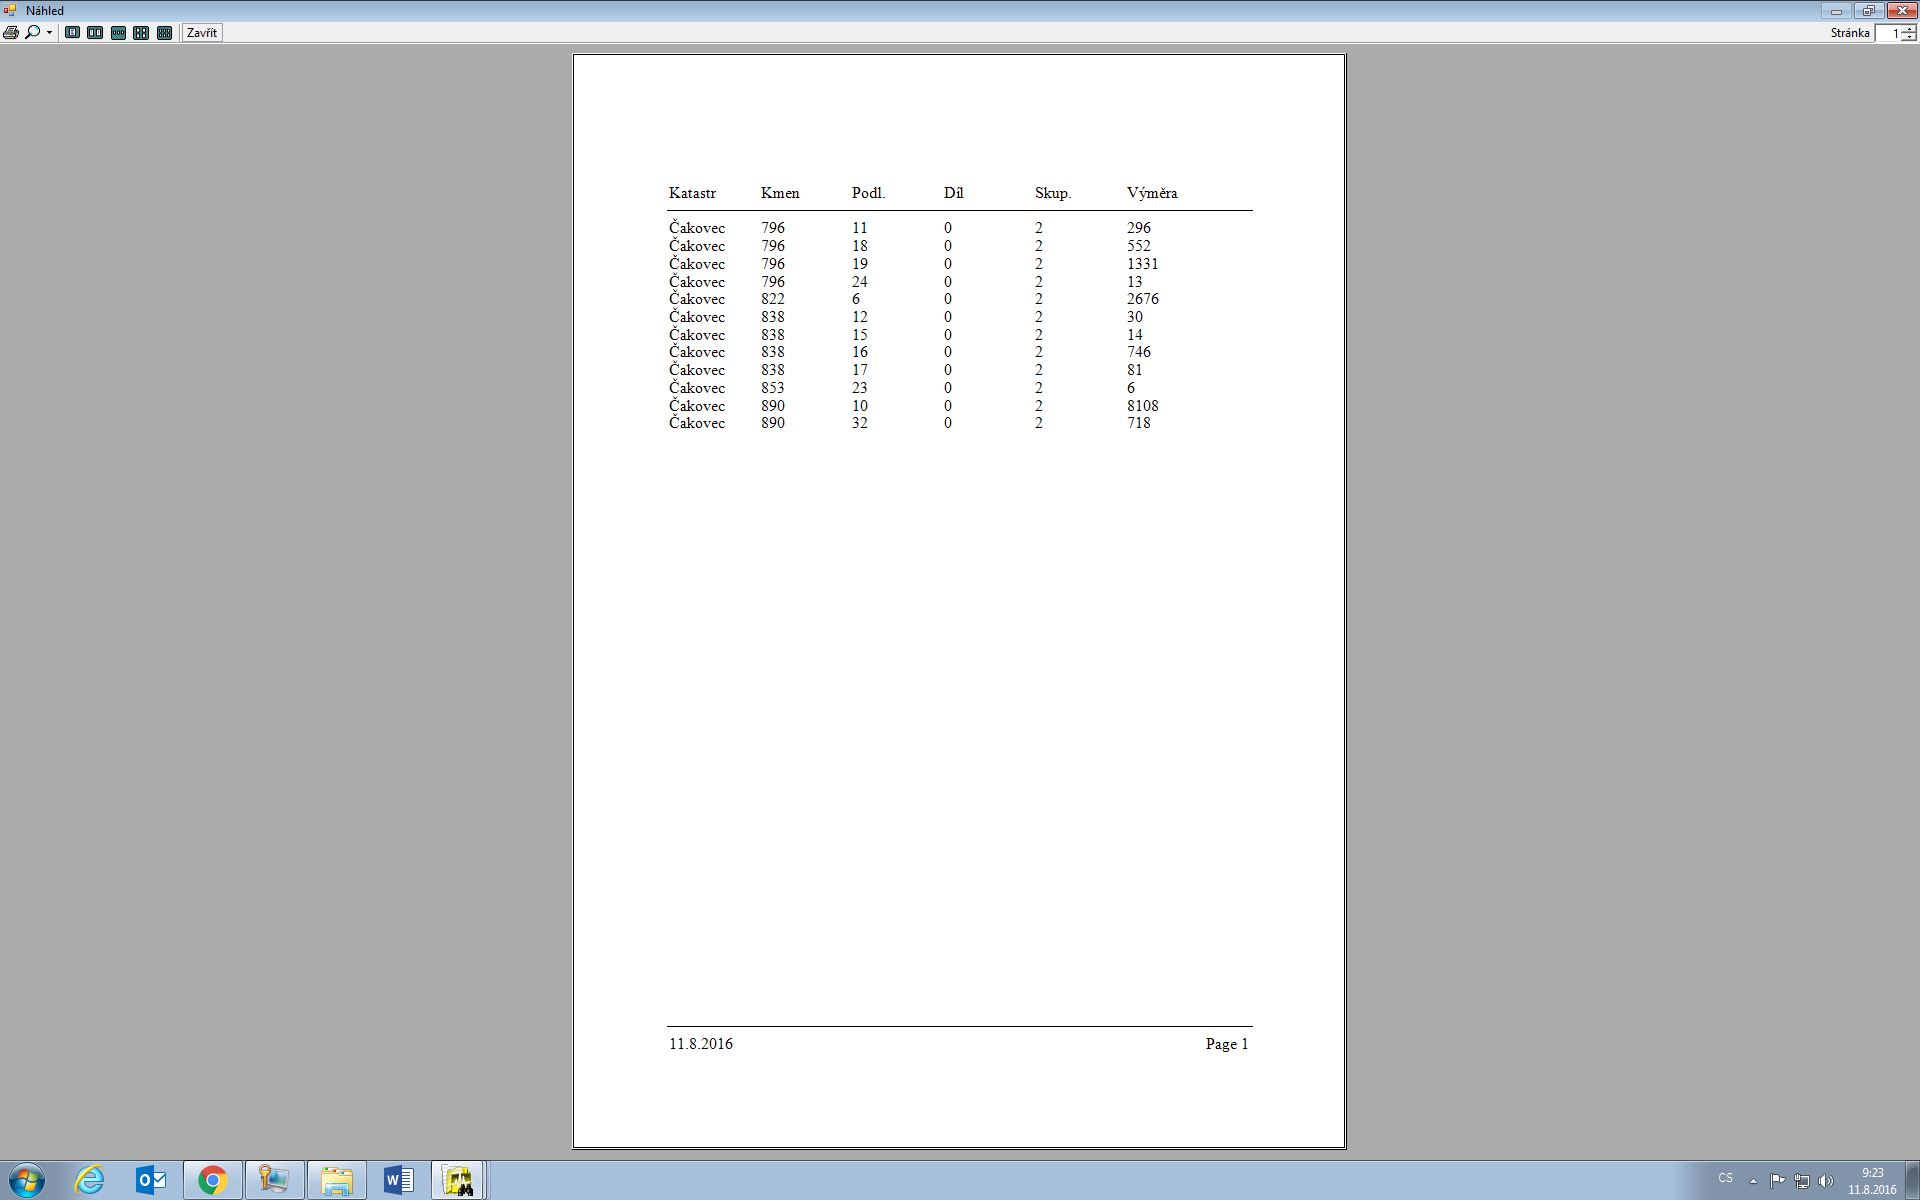 Náhled
Zavřít Stránka 1
Katastr Kmen Podl. Díl Skup. Výměra
Čakovec 796 11 0 2 296
Čakovec 796 18 0 2 552
Čakovec 796 19 0 2 1331
Čakovec 796 24 0 2 13
Čakovec 822 6 0 2 2676
Čakovec 838 12 0 2 30
Čakovec 838 15 0 2 14
Čakovec 838 16 0 2 746
Čakovec 838 17 0 2 81
Čakovec 853 23 0 2 6
Čakovec 890 10 0 2 8108
Čakovec 890 32 0 2 718
11.8.2016 Page 1
CS 9:23
11.8.2016